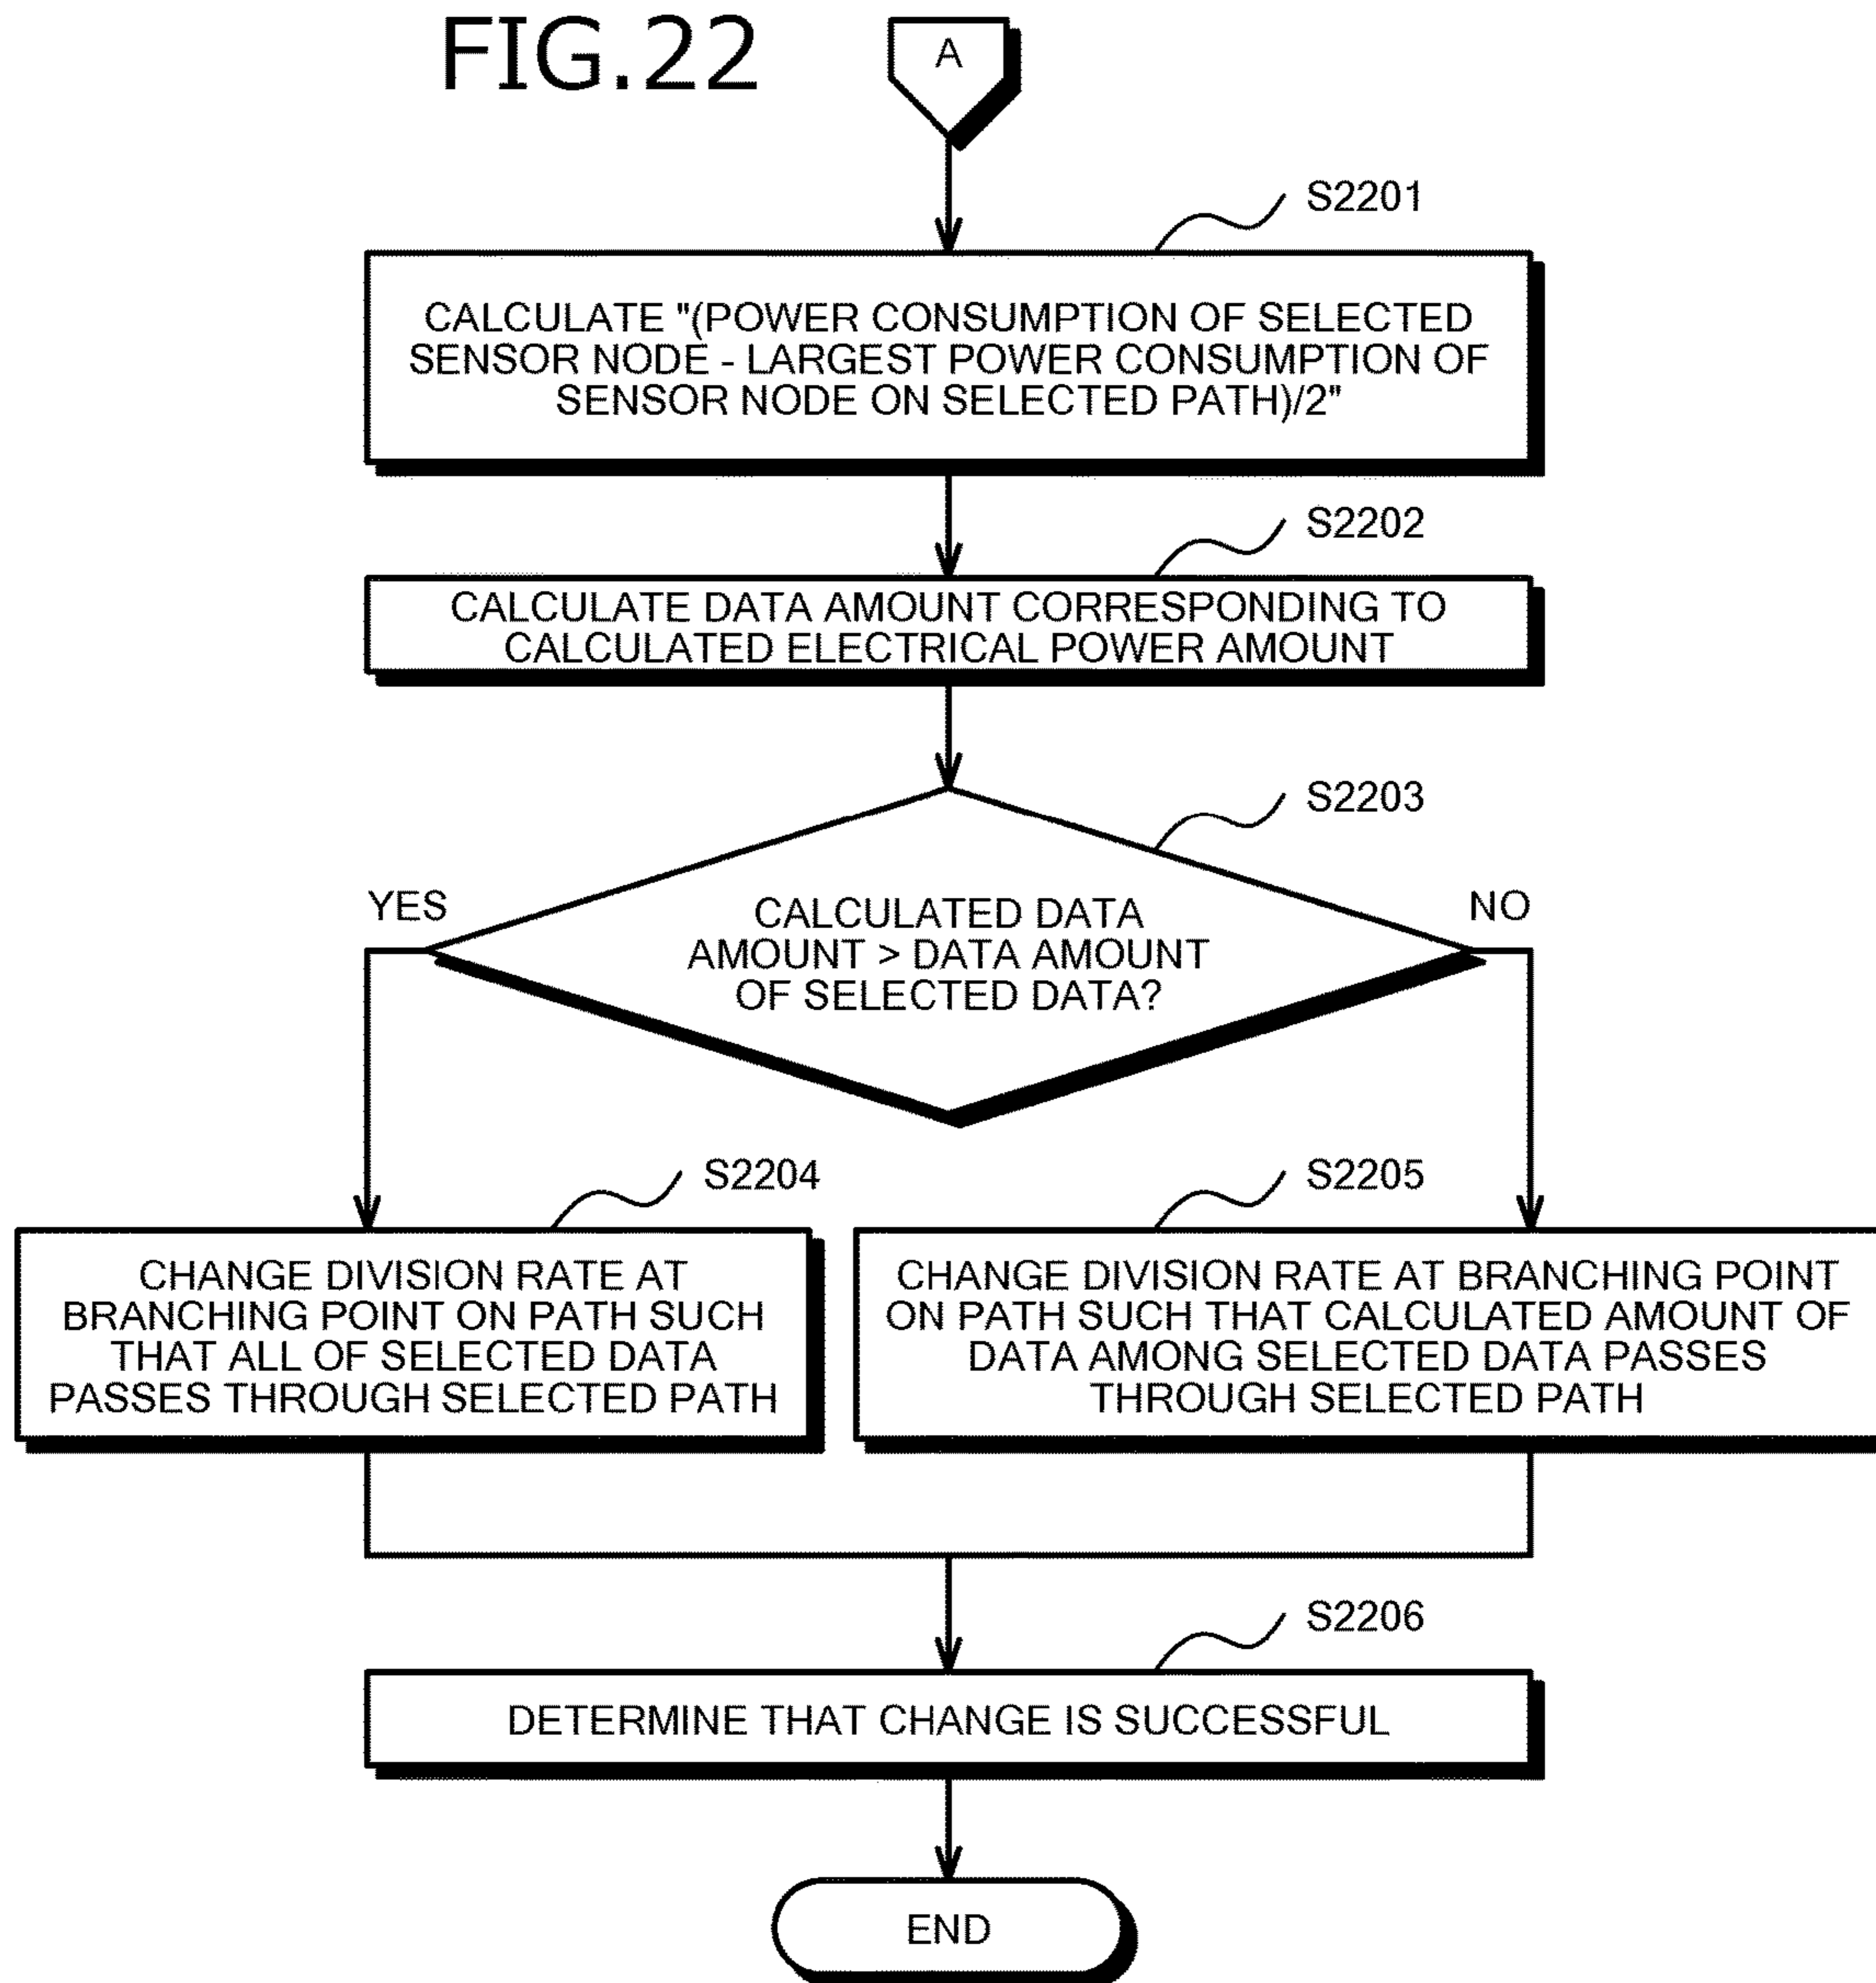 FIG.22
A
S2201
CALCULATE "(POWER CONSUMPTION OF SELECTED
SENSOR NODE - LARGEST POWER CONSUMPTION OF
SENSOR NODE ON SELECTED PATH)/2"
S2202
CALCULATE DATA AMOUNT CORRESPONDING TO
CALCULATED ELECTRICAL POWER AMOUNT
S2203
YES
NO
CALCULATED DATA
AMOUNT > DATA AMOUNT
OF SELECTED DATA?
S2204
CHANGE DIVISION RATE AT
BRANCHING POINT ON PATH SUCH
THAT ALL OF SELECTED DATA
PASSES THROUGH SELECTED PATH
S2205
CHANGE DIVISION RATE AT BRANCHING POINT
ON PATH SUCH THAT CALCULATED AMOUNT OF
DATA AMONG SELECTED DATA PASSES
THROUGH SELECTED PATH
S2206
DETERMINE THAT CHANGE IS SUCCESSFUL
END